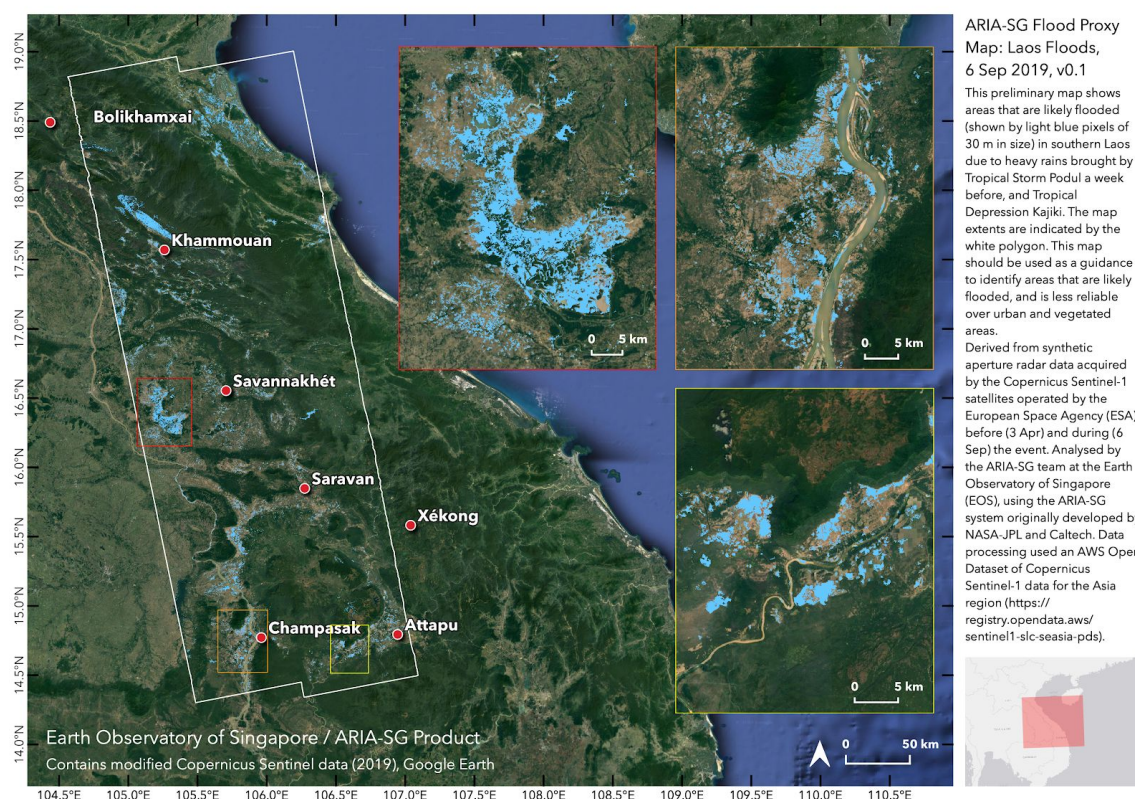 ARIA-SG Flood Proxy
Map: Laos Floods,
6 Sep 2019, v0.1
This preliminary map shows
areas that are likely flooded
(shown by light blue pixels of
30 m in size) in southern Laos
due to heavy rains brought by
Tropical Storm Podul a week
before, and Tropical
Depression Kajiki. The map
extents are indicated by the
white polygon. This map
should be used as a guidance
to identify areas that are likely
flooded, and is less reliable
over urban and vegetated
areas.
Derived from synthetic
aperture radar data acquired
by the Copernicus Sentinel-1
satellites operated by the
European Space Agency (ESA)
before (3 Apr) and during (6
Sep) the event. Analysed by
the ARIA-SG team at the Earth
Observatory of Singapore
(EOS), using the ARIA-SG
system originally developed b
NASA-JPL and Caltech. Data
processing used an AWS Open
Dataset of Copernicus
Sentinel-1 data for the Asia
region (https://
registry.opendata.aws/
sentinel1-slc-seasia-pds).
19.0°N
18.5°N
18.0°N
17.5°N
17.0°N
16.5°N
16.0°N
15.5°N
15.0°N
14.5°N
14.0°N
Bolikhamxai
Khammouan
Savannakhét
Saravan
Xékong
Champasak
Attapu
0 5 km
0 5 km
0 5 km
0 50 km
Earth Observatory of Singapore / ARIA-SG Product
Contains modified Copernicus Sentinel data (2019), Google Earth
104.5°E 105.0°E 105.5°E 106.0°E 106.5°E 107.0°E 107.5°E 108.0°E 108.5°E 109.0°E 109.5°E 110.0°E 110.5°E